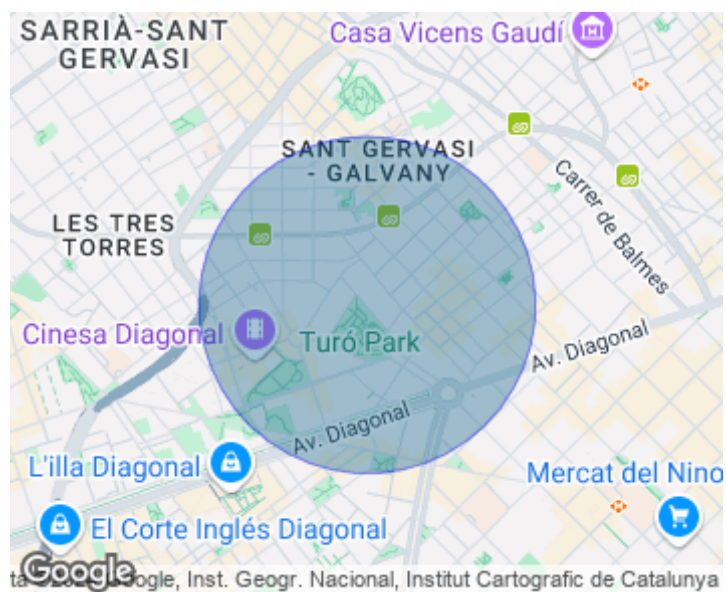 SARRIÀ-SANT
GERVASI
Casa Vicens Gaudí
SANT GERVASI
- GALVANY
Carrer de Balmes
LES TRES
TORRES
Cinesa Diagonal
Turó Park
Av. Diagonal
Av. Diagonal
L'illa Diagonal
Mercat del Nino
El Corte Inglés Diagonal
Google
Google, Inst. Geogr. Nacional, Institut Cartografic de Catalunya